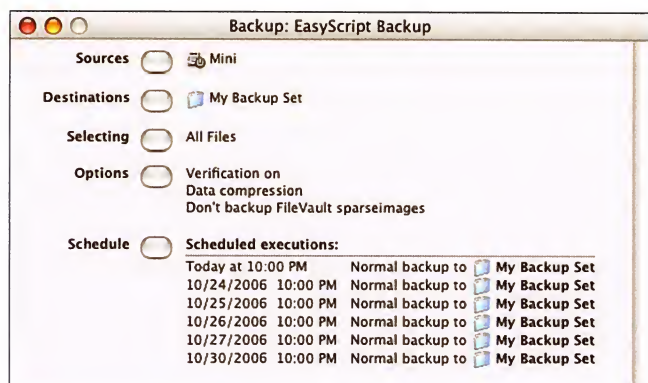 Backup: EasyScript Backup
Sources Mini
Destinations My Backup Set
Selecting All Files
Options Verification on
Data compression
Don't backup FileVault sparseimages
Schedule Scheduled executions:
Today at 10:00 PM Normal backup to My Backup Set
10/24/2006 10:00 PM Normal backup to My Backup Set
10/25/2006 10:00 PM Normal backup to My Backup Set
10/26/2006 10:00 PM Normal backup to My Backup Set
10/27/2006 10:00 PM Normal backup to My Backup Set
10/30/2006 10:00 PM Normal backup to My Backup Set